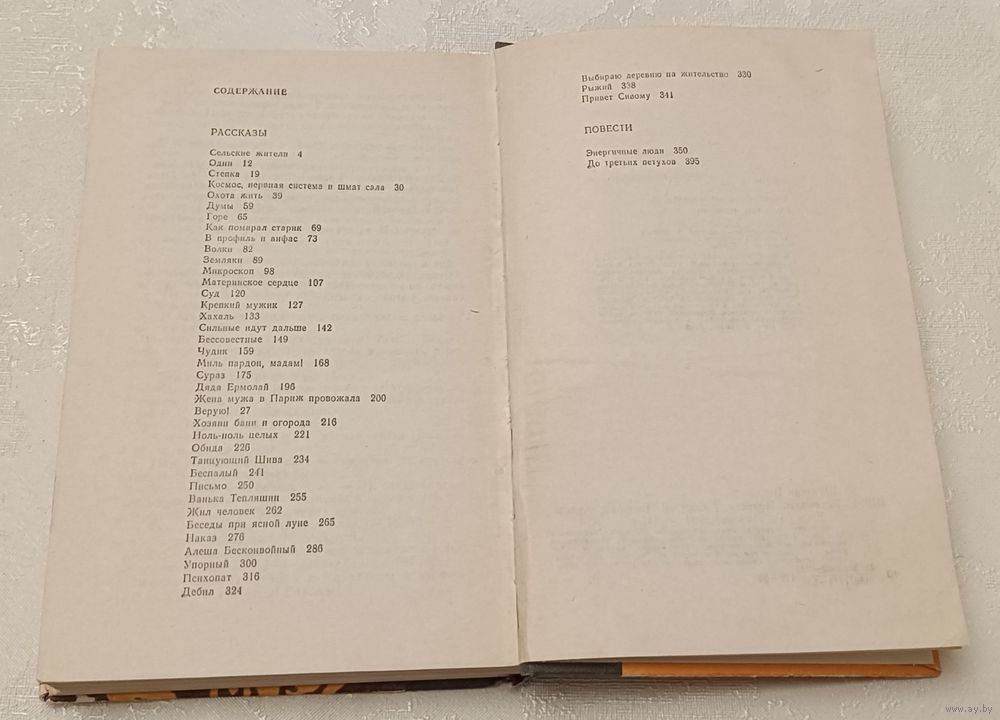 СОДЕРЖАНИЕ
РАССКАЗЫ
Сельские жители 4
Одни 12
Степка 19
Космос, нервная система и шмат сала 30
Охота жить 39
Думы 59
Горе 65
Как помирал старик 69
В профиль и анфас 73
Волки 82
Земляки 89
Микроскоп 98
Материнское сердце 107
Суд 120
Крепкий мужик 127
Хахаль 133
Сильные идут дальше 142
Бессовестные 149
Чудик 159
Миль пардон, мадам! 168
Сураз 175
Дядя Ермолай 196
Жена мужа в Париж провожала 200
Верую! 27
Хозяин бани и огорода 216
Ноль-ноль целых 221
Обида 226
Танцующий Шива 234
Беспалый 241
Письмо 250
Ванька Тепляшин 255
Жил человек 262
Беседы при ясной луне 265
Наказ 276
Алеша Бесконвойный 286
Упорный 300
Психопат 316
Дебил 324
Выбираю деревню на жительство 330
Рыжий 338
Привет Сивому 341
ПОВЕСТИ
Энергичные люди 350
До третьих петухов 395
www.ay.by